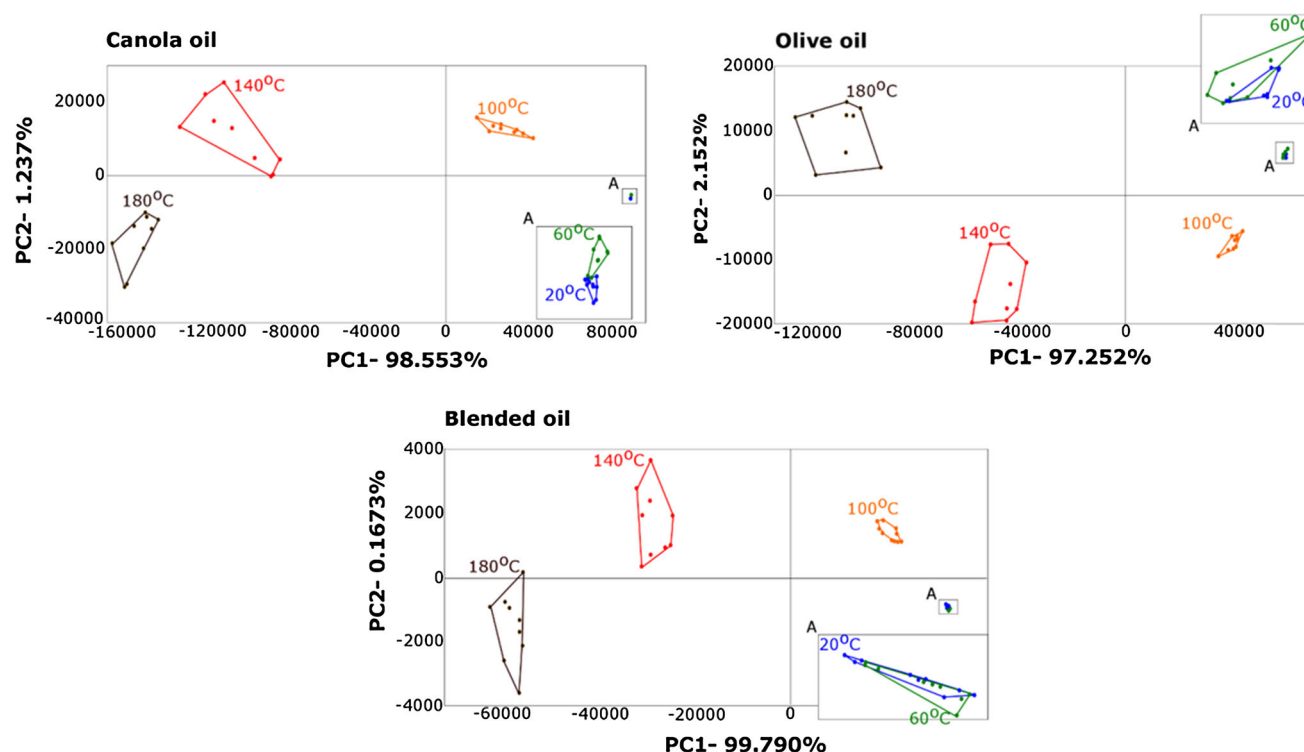 Canola oil
20000
0
-20000
-40000
PC2- 1.237%
140°C
100°C
180°C
A
A
60°C
20°C
-160000 -120000 -80000 0 40000 80000
PC1- 98.553%
Olive oil
20000
10000
0
-10000
-20000
PC2- 2.152%
180°C
60°C
20°C
A
A
140°C
100°C
-120000 -80000 -40000 0 40000
PC1- 97.252%
Blended oil
4000
2000
0
-2000
-4000
PC2- 0.1673%
140°C
100°C
180°C
A
A
20°C
60°C
-60000 -40000 -20000 0
PC1- 99.790%